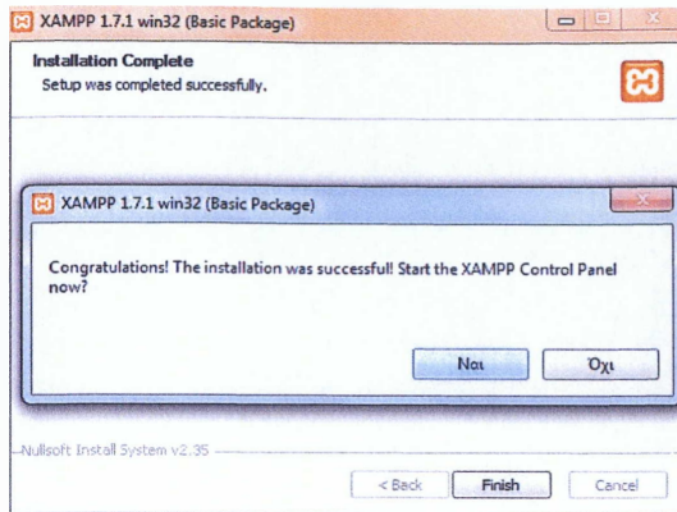 XAMPP 1.7.1 win32 (Basic Package)
Installation Complete
Setup was completed successfully.
XAMPP 1.7.1 win32 (Basic Package)
Congratulations! The installation was successful! Start the XAMPP Control Panel
now?
Ναι
Όχι
Nullsoft Install System v2.35
< Back
Finish
Cancel